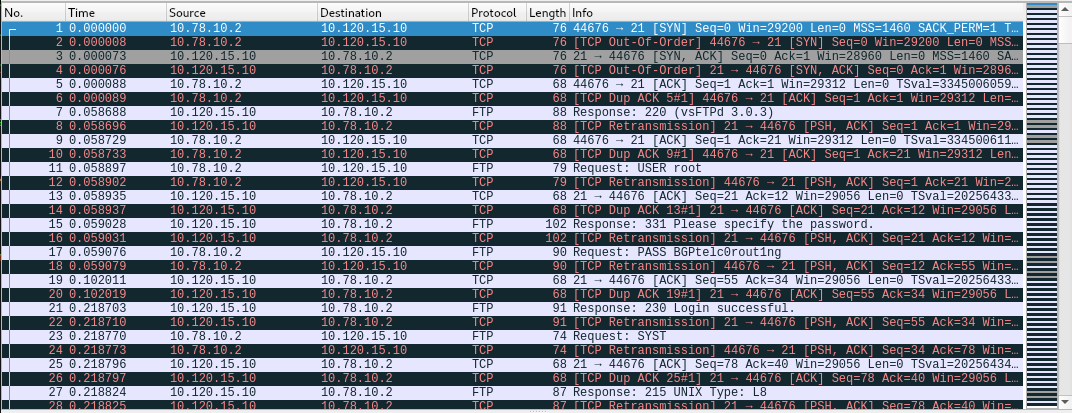 No. Time Source Destination Protocol Length Info
1 0.000000 10.78.10.2 10.120.15.10 TCP 76 44676 → 21 [SYN] Seq=0 Win=29200 Len=0 MSS=1460 SACK_PERM=1 T…
2 0.000008 10.78.10.2 10.120.15.10 TCP 76 [TCP Out-Of-Order] 44676 → 21 [SYN] Seq=0 Win=29200 Len=0 MSS…
3 0.000073 10.120.15.10 10.78.10.2 TCP 76 21 → 44676 [SYN, ACK] Seq=0 Ack=1 Win=28960 Len=0 MSS=1460 SA…
4 0.000076 10.120.15.10 10.78.10.2 TCP 76 [TCP Out-Of-Order] 21 → 44676 [SYN, ACK] Seq=0 Ack=1 Win=2896…
5 0.000088 10.78.10.2 10.120.15.10 TCP 68 44676 → 21 [ACK] Seq=1 Ack=1 Win=29312 Len=0 TSval=3345006059…
6 0.000089 10.78.10.2 10.120.15.10 TCP 68 [TCP Dup ACK 5#1] 44676 → 21 [ACK] Seq=1 Ack=1 Win=29312 Len=…
7 0.058688 10.120.15.10 10.78.10.2 FTP 88 Response: 220 (vsFTPd 3.0.3)
8 0.058696 10.120.15.10 10.78.10.2 TCP 88 [TCP Retransmission] 21 → 44676 [PSH, ACK] Seq=1 Ack=1 Win=29…
9 0.058729 10.78.10.2 10.120.15.10 TCP 68 44676 → 21 [ACK] Seq=1 Ack=21 Win=29312 Len=0 TSval=334500611…
10 0.058733 10.78.10.2 10.120.15.10 TCP 68 [TCP Dup ACK 9#1] 44676 → 21 [ACK] Seq=1 Ack=21 Win=29312 Len…
11 0.058897 10.78.10.2 10.120.15.10 FTP 79 Request: USER root
12 0.058902 10.78.10.2 10.120.15.10 TCP 79 [TCP Retransmission] 44676 → 21 [PSH, ACK] Seq=1 Ack=21 Win=2…
13 0.058935 10.120.15.10 10.78.10.2 TCP 68 21 → 44676 [ACK] Seq=21 Ack=12 Win=29056 Len=0 TSval=20256433…
14 0.058937 10.120.15.10 10.78.10.2 TCP 68 [TCP Dup ACK 13#1] 21 → 44676 [ACK] Seq=21 Ack=12 Win=29056 L…
15 0.059028 10.120.15.10 10.78.10.2 FTP 102 Response: 331 Please specify the password.
16 0.059031 10.120.15.10 10.78.10.2 TCP 102 [TCP Retransmission] 21 → 44676 [PSH, ACK] Seq=21 Ack=12 Win=…
17 0.059076 10.78.10.2 10.120.15.10 FTP 90 Request: PASS BGPtelc0rout1ng
18 0.059079 10.78.10.2 10.120.15.10 TCP 90 [TCP Retransmission] 44676 → 21 [PSH, ACK] Seq=12 Ack=55 Win=…
19 0.102011 10.120.15.10 10.78.10.2 TCP 68 21 → 44676 [ACK] Seq=55 Ack=34 Win=29056 Len=0 TSval=20256433…
20 0.102019 10.120.15.10 10.78.10.2 TCP 68 [TCP Dup ACK 19#1] 21 → 44676 [ACK] Seq=55 Ack=34 Win=29056 L…
21 0.218703 10.120.15.10 10.78.10.2 FTP 91 Response: 230 Login successful.
22 0.218710 10.120.15.10 10.78.10.2 TCP 91 [TCP Retransmission] 21 → 44676 [PSH, ACK] Seq=55 Ack=34 Win=…
23 0.218770 10.78.10.2 10.120.15.10 FTP 74 Request: SYST
24 0.218773 10.78.10.2 10.120.15.10 TCP 74 [TCP Retransmission] 44676 → 21 [PSH, ACK] Seq=34 Ack=78 Win=…
25 0.218796 10.120.15.10 10.78.10.2 TCP 68 21 → 44676 [ACK] Seq=78 Ack=40 Win=29056 Len=0 TSval=20256434…
26 0.218797 10.120.15.10 10.78.10.2 TCP 68 [TCP Dup ACK 25#1] 21 → 44676 [ACK] Seq=78 Ack=40 Win=29056 L…
27 0.218824 10.120.15.10 10.78.10.2 FTP 87 Response: 215 UNIX Type: L8
28 0.218825 10.120.15.10 10.78.10.2 TCP 87 [TCP Retransmission] 21 → 44676 [PSH, ACK] Seq=78 Ack=40 Win=…